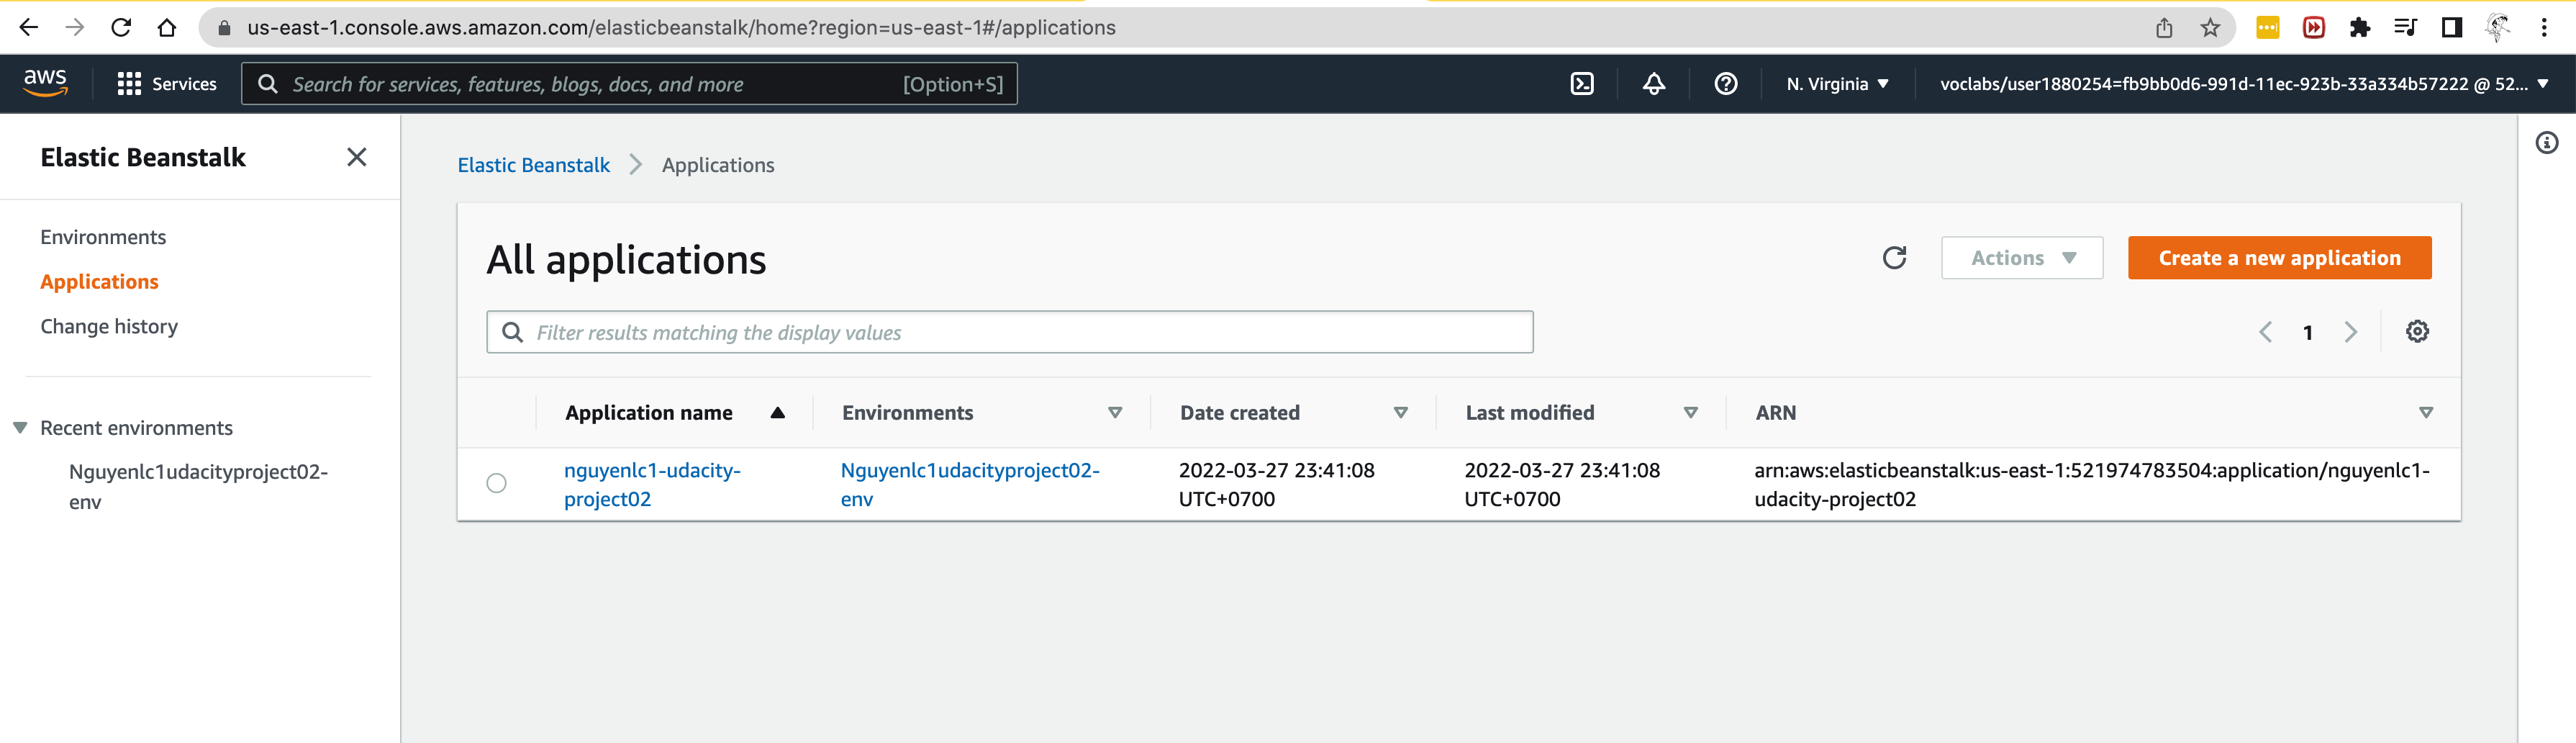 us-east-1.console.aws.amazon.com/elasticbeanstalk/home?region=us-east-1#/applications
aws
Services
Search for services, features, blogs, docs, and more
[Option+S]
N. Virginia
voclabs/user1880254=fb9bb0d6-991d-11ec-923b-33a334b57222 @ 52...
Elastic Beanstalk
Environments
Applications
Change history
Recent environments
Nguyenlc1udacityproject02-
env
Elastic Beanstalk
Applications
All applications
Actions
Create a new application
Filter results matching the display values
1
Application name
Environments
Date created
Last modified
ARN
nguyenlc1-udacity-
project02
Nguyenlc1udacityproject02-
env
2022-03-27 23:41:08
UTC+0700
2022-03-27 23:41:08
UTC+0700
arn:aws:elasticbeanstalk:us-east-1:521974783504:application/nguyenlc1-
udacity-project02